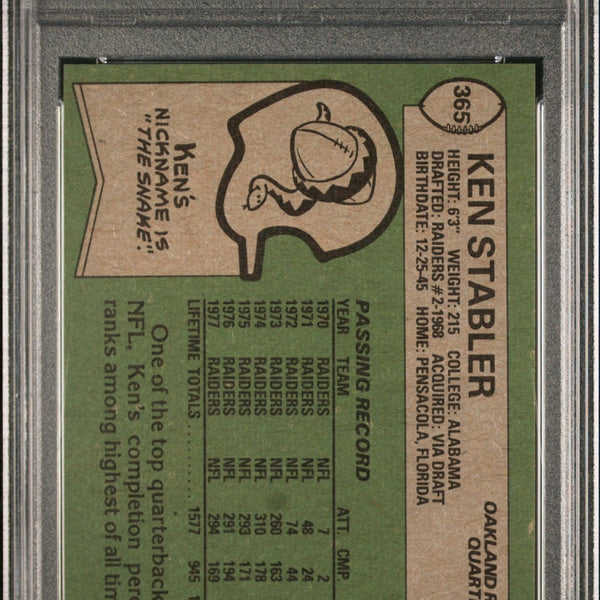 365
KEN STABLER
OAKLAND
HEIGHT: 6'3" WEIGHT: 215 COLLEGE: ALABAMA
DRAFTED: RAIDERS #2-1968 ACQUIRED: VIA DRAFT
BIRTHDATE: 12-25-45 HOME: PENSACOLA, FLORIDA
KEN'S
NICKNAME IS
"THE SNAKE."
PASSING RECORD
YEAR TEAM ATT. CMP.
1970 RAIDERS NFL 7 2
1971 RAIDERS NFL 48 24
1972 RAIDERS NFL 74 44
1973 RAIDERS NFL 260 163
1974 RAIDERS NFL 310 178
1975 RAIDERS NFL 293 171
1976 RAIDERS NFL 291 194
1977 RAIDERS NFL 294 169
LIFETIME TOTALS .......... 1577 945
One of the top quarterback
NFL, Ken's completion perc
ranks among highest of all tim